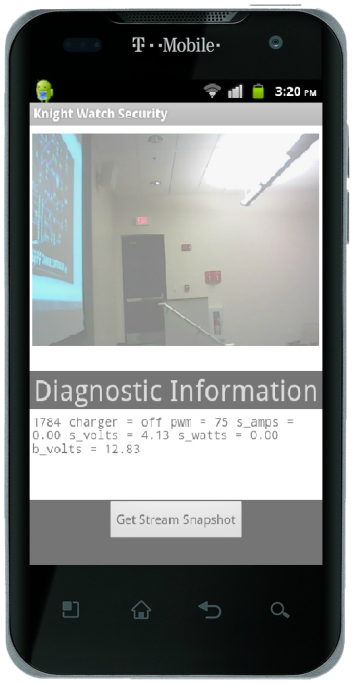 T··Mobile·
3:20 PM
Knight Watch Security
Diagnostic Information
1784 charger = off pwm = 75 s_amps =
0.00 s_volts = 4.13 s_watts = 0.00
b_volts = 12.83
Get Stream Snapshot